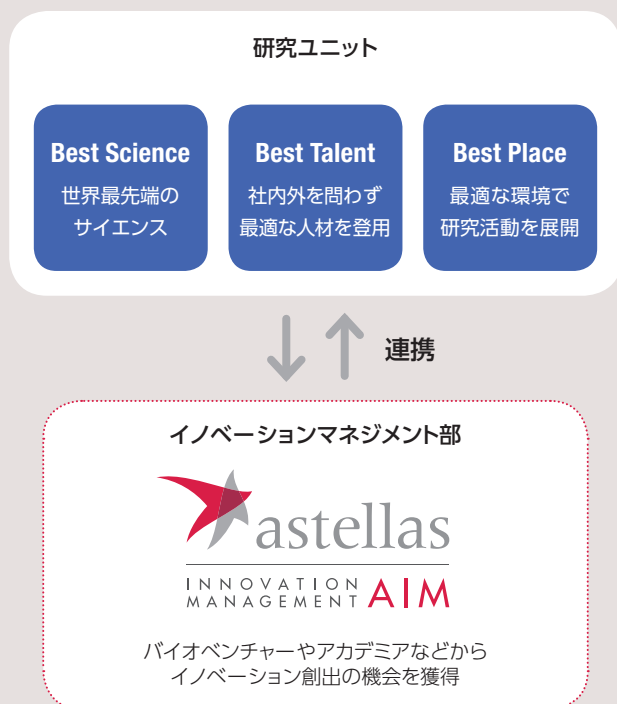 研究ユニット
Best Science
世界最先端の
サイエンス
Best Talent
社内外を問わず
最適な人材を登用
Best Place
最適な環境で
研究活動を展開
連携
イノベーションマネジメント部
astellas
INNOVATION
MANAGEMENT AIM
バイオベンチャーやアカデミアなどから
イノベーション創出の機会を獲得